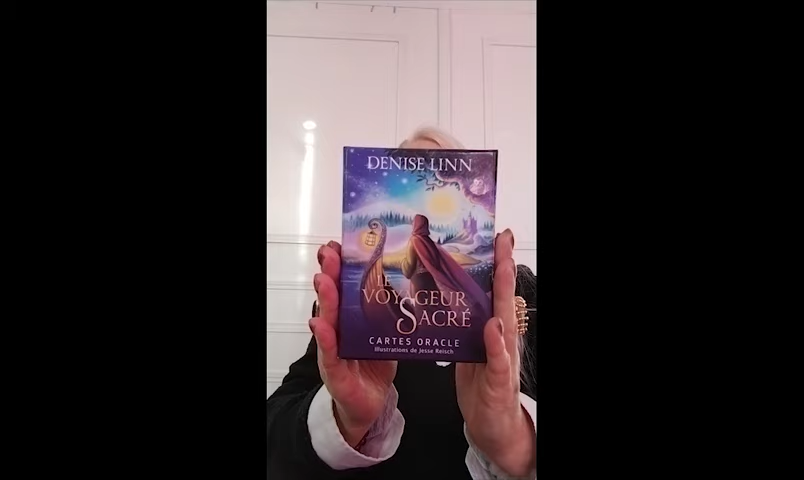 DENISE LINN
LE
VOYAGEUR
SACRÉ
CARTES ORACLE
Illustrations de Jesse Reisch